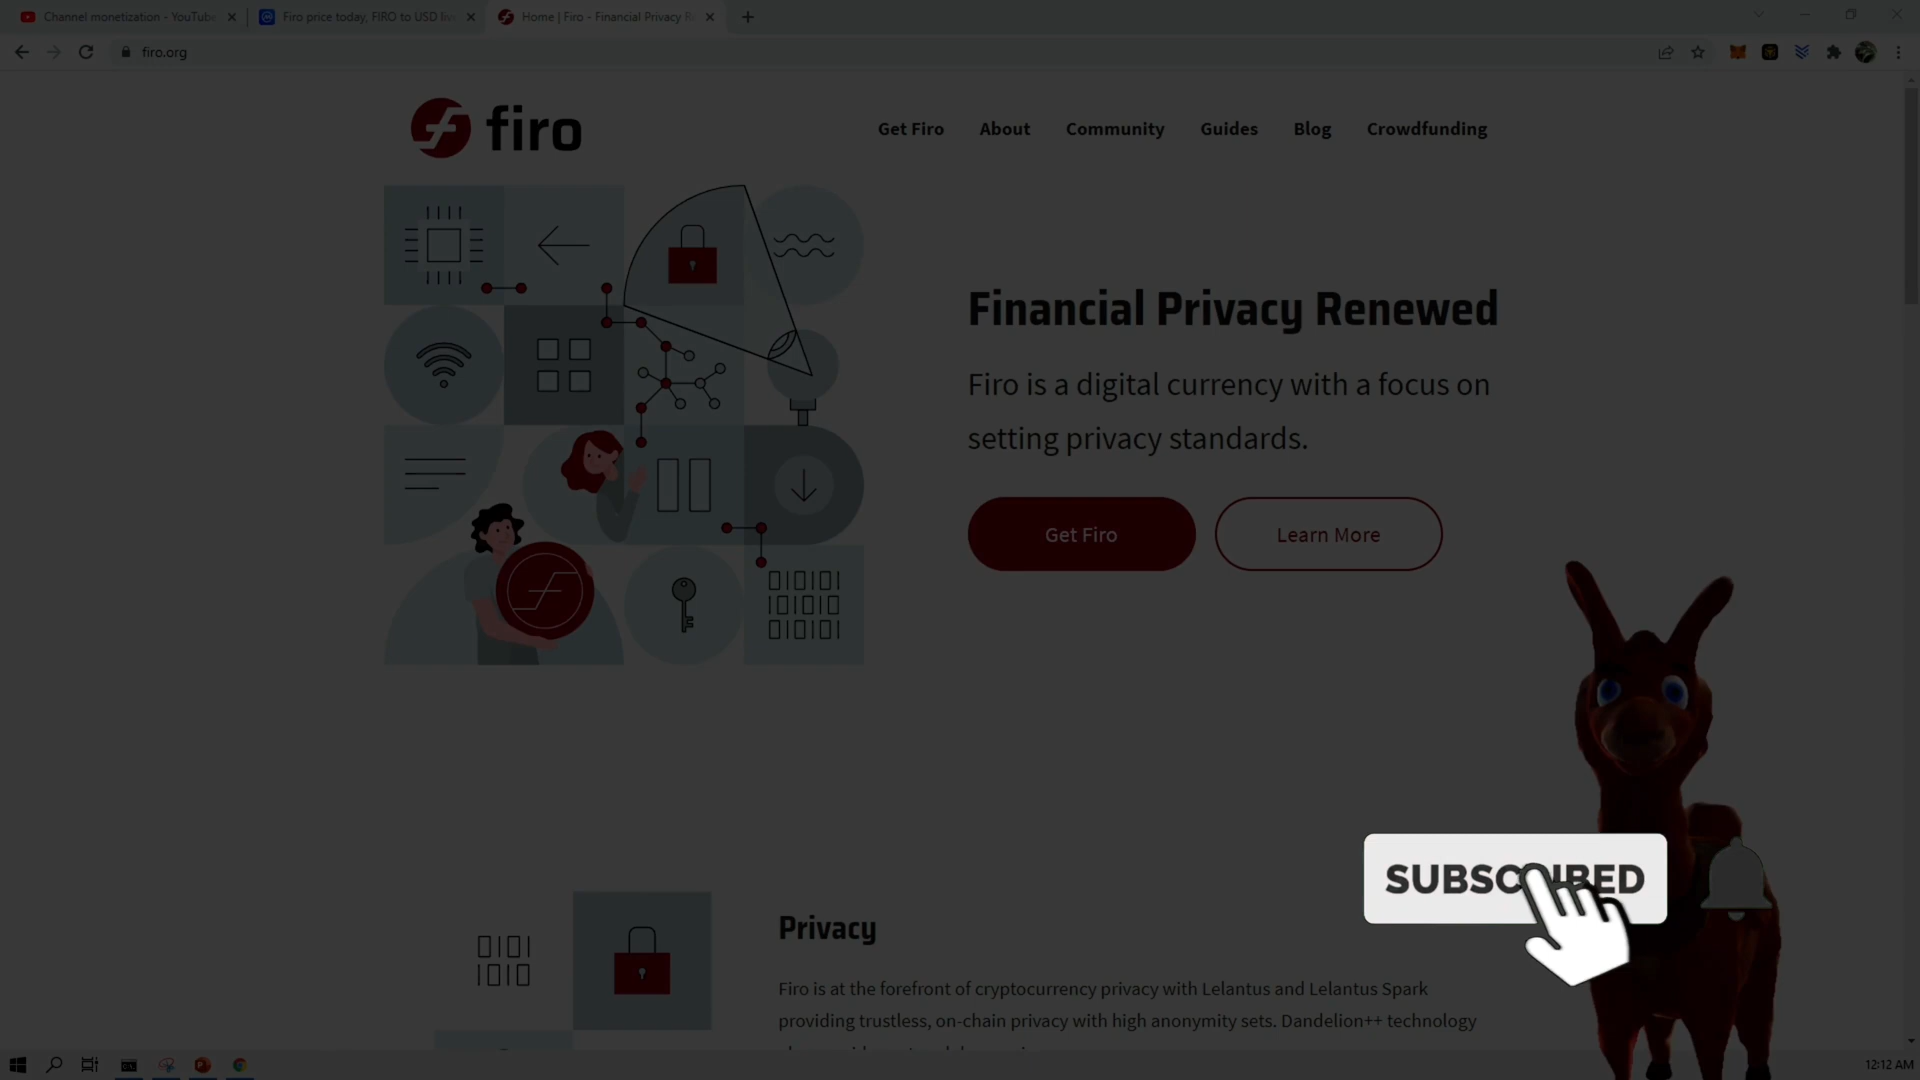 Channel monetization - YouTube
Firo price today, FIRO to USD live
Home | Firo - Financial Privacy Re
firo.org
firo
Get Firo
About
Community
Guides
Blog
Crowdfunding
Financial Privacy Renewed
Firo is a digital currency with a focus on
setting privacy standards.
Get Firo
Learn More
SUBSCRIBED
Privacy
Firo is at the forefront of cryptocurrency privacy with Lelantus and Lelantus Spark
providing trustless, on-chain privacy with high anonymity sets. Dandelion++ technology
12:12 AM